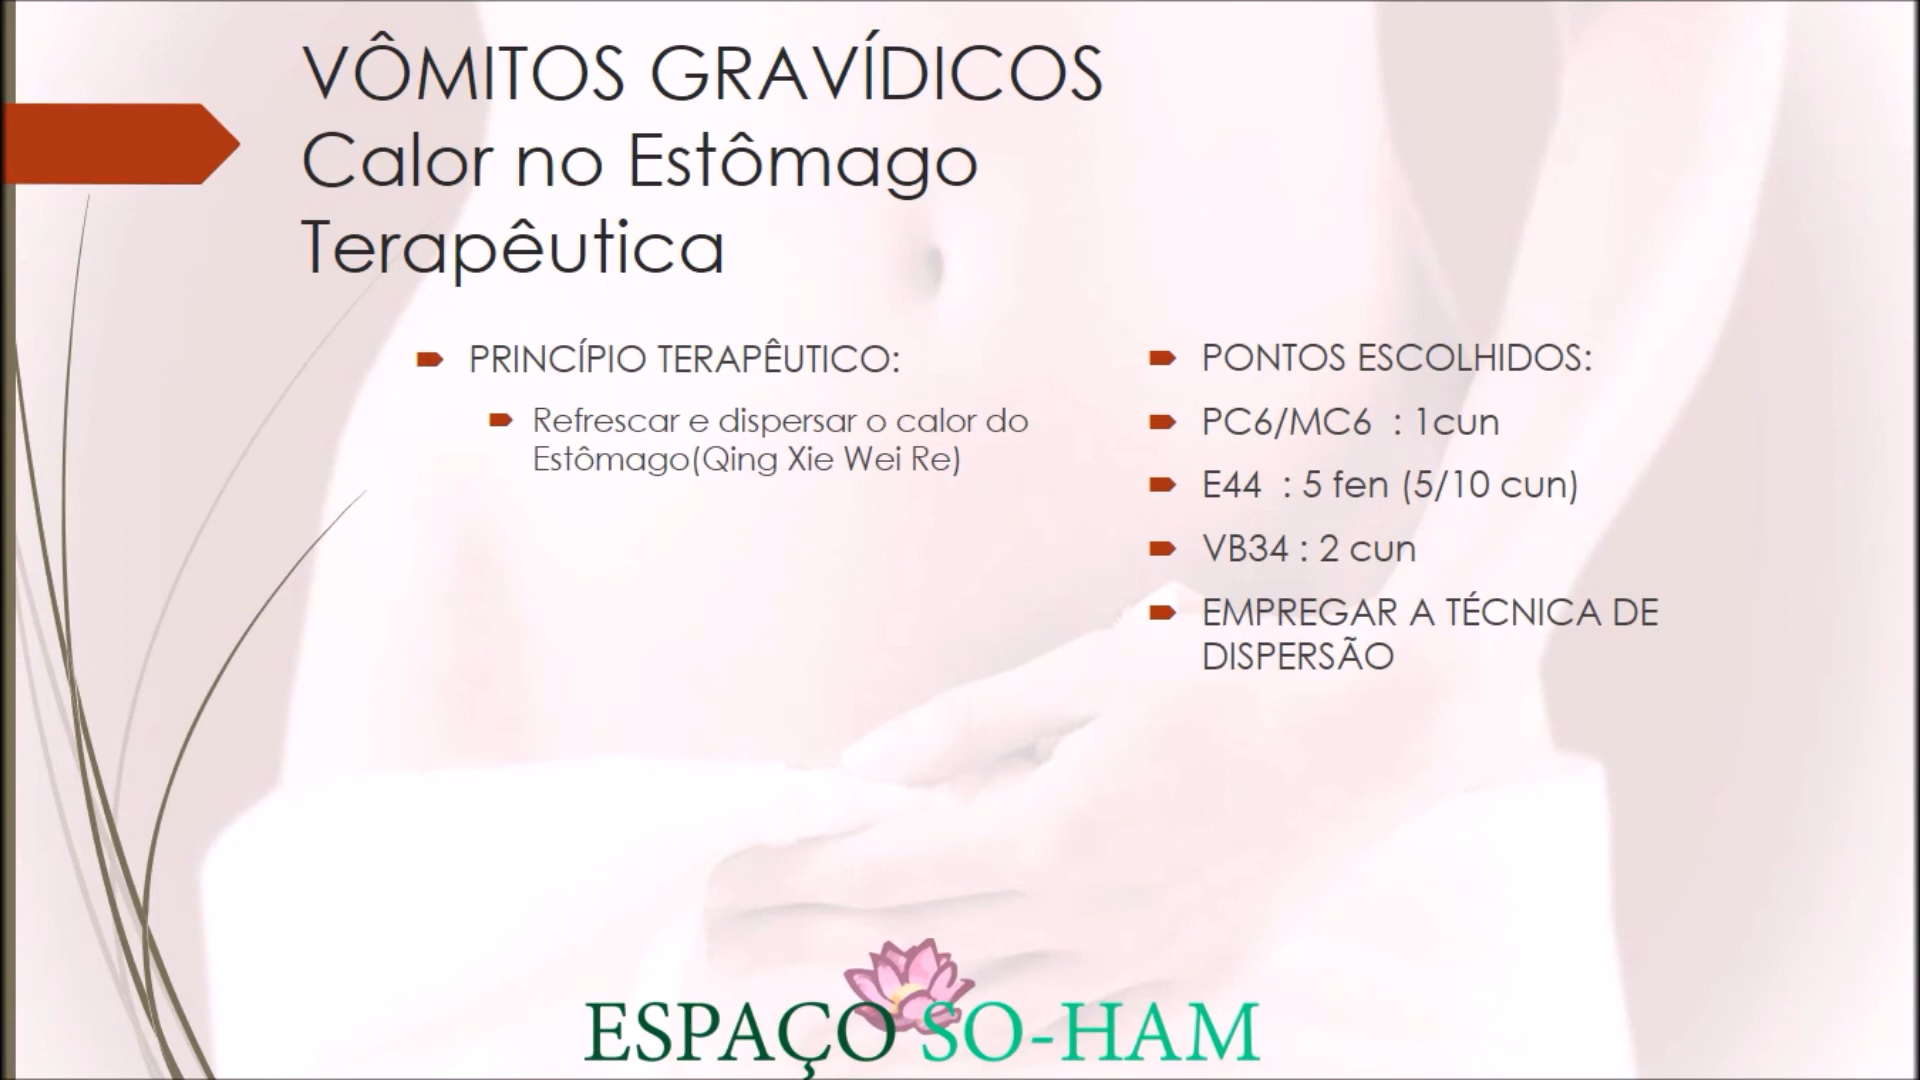 VÔMITOS GRAVÍDICOS
Calor no Estômago
Terapêutica
PRINCÍPIO TERAPÊUTICO:
Refrescar e dispersar o calor do
Estômago(Qing Xie Wei Re)
PONTOS ESCOLHIDOS:
PC6/MC6 : 1cun
E44 : 5 fen (5/10 cun)
VB34 : 2 cun
EMPREGAR A TÉCNICA DE
DISPERSÃO
ESPAÇO SO-HAM